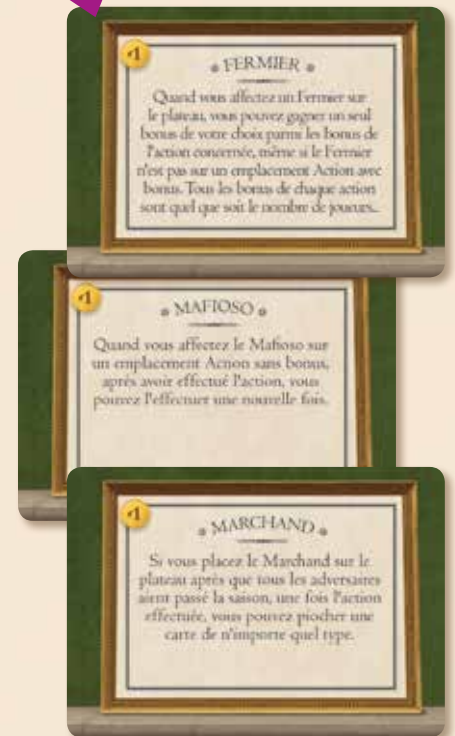 -1
FERMIER
Quand vous affectez un Fermier sur
le plateau, vous pouvez gagner un seul
bonus de votre choix parmi les bonus de
l'action concernée, même si le Fermier
n'est pas sur un emplacement Action avec
bonus. Tous les bonus de chaque action
sont quel que soit le nombre de joueurs..
-1
MAFIOSO
Quand vous affectez le Mafioso sur
un emplacement Action sans bonus,
après avoir effectué l'action, vous
pouvez l'effectuer une nouvelle fois.
-1
MARCHAND
Si vous placez le Marchand sur le
plateau après que tous les adversaires
aient passé la saison, une fois l'action
effectuée, vous pouvez piocher une
carte de n'importe quel type.